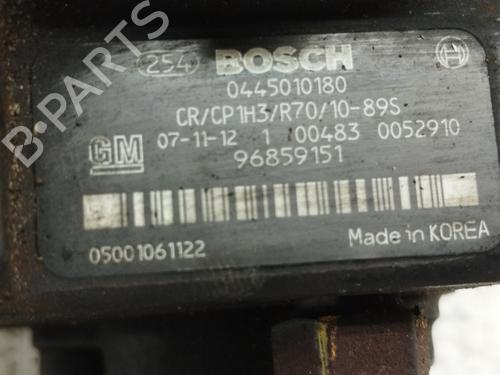 254 BOSCH
0445010180
CR/CP1H3/R70/10-89S
GM 07-11-12 1 00483 0052910
96859151
05001061122 Made in KOREA
B-PARTS